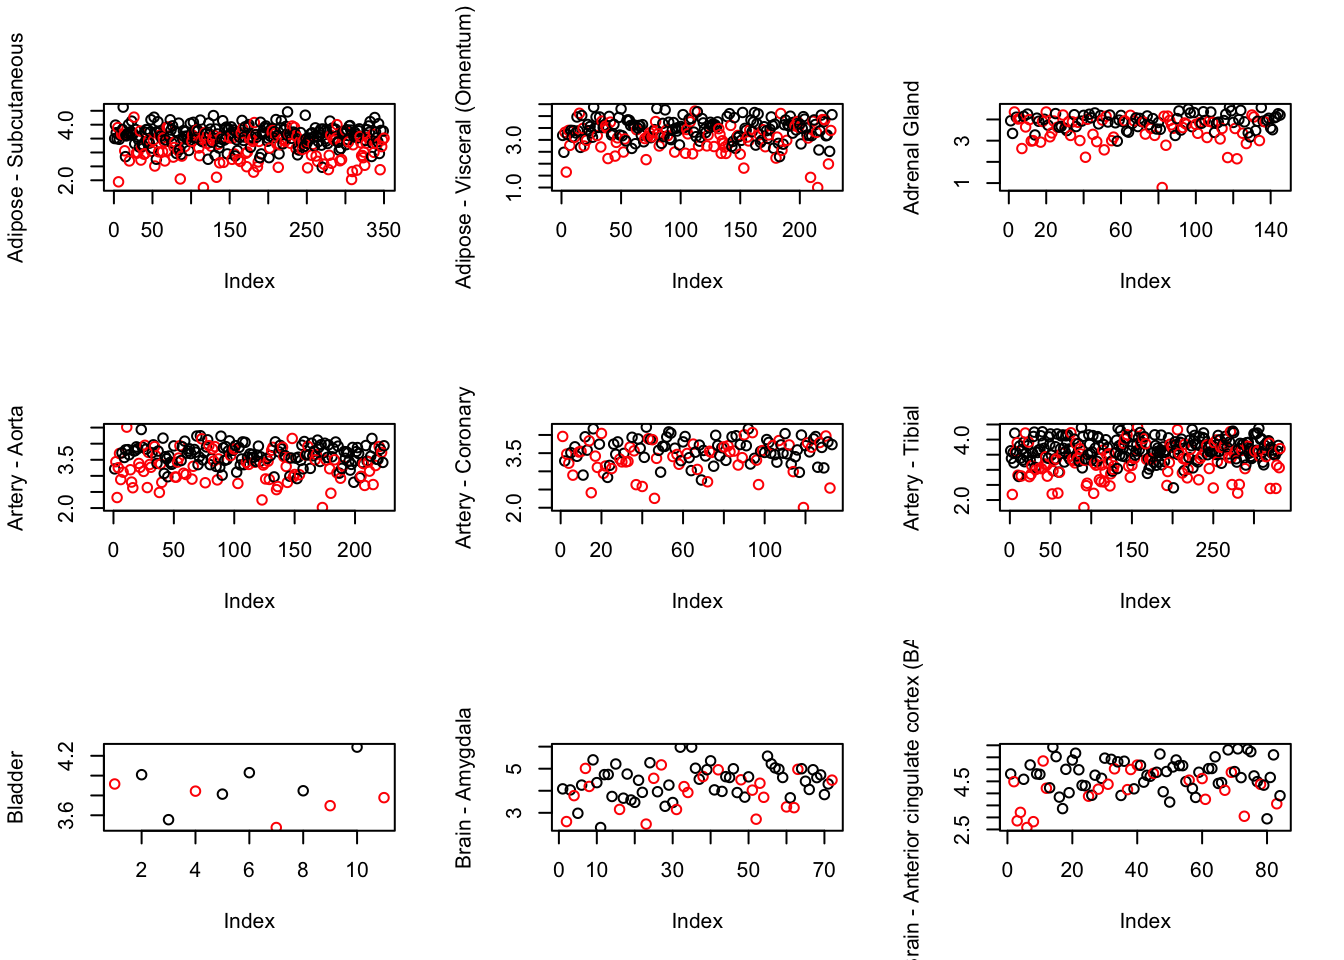 Adipose - Subcutaneous
2.0 4.0
0 50 150 250 350
Index
Adipose - Visceral (Omentum)
1.0 3.0
0 50 100 150 200
Index
Adrenal Gland
1 3
0 20 60 100 140
Index
Artery - Aorta
2.0 3.5
0 50 100 150 200
Index
Artery - Coronary
2.0 3.5
0 20 60 100
Index
Artery - Tibial
2.0 4.0
0 50 150 250
Index
Bladder
3.6 4.2
2 4 6 8 10
Index
Brain - Amygdala
3 5
0 10 30 50 70
Index
rain - Anterior cingulate cortex (BA
2.5 4.5
0 20 40 60 80
Index